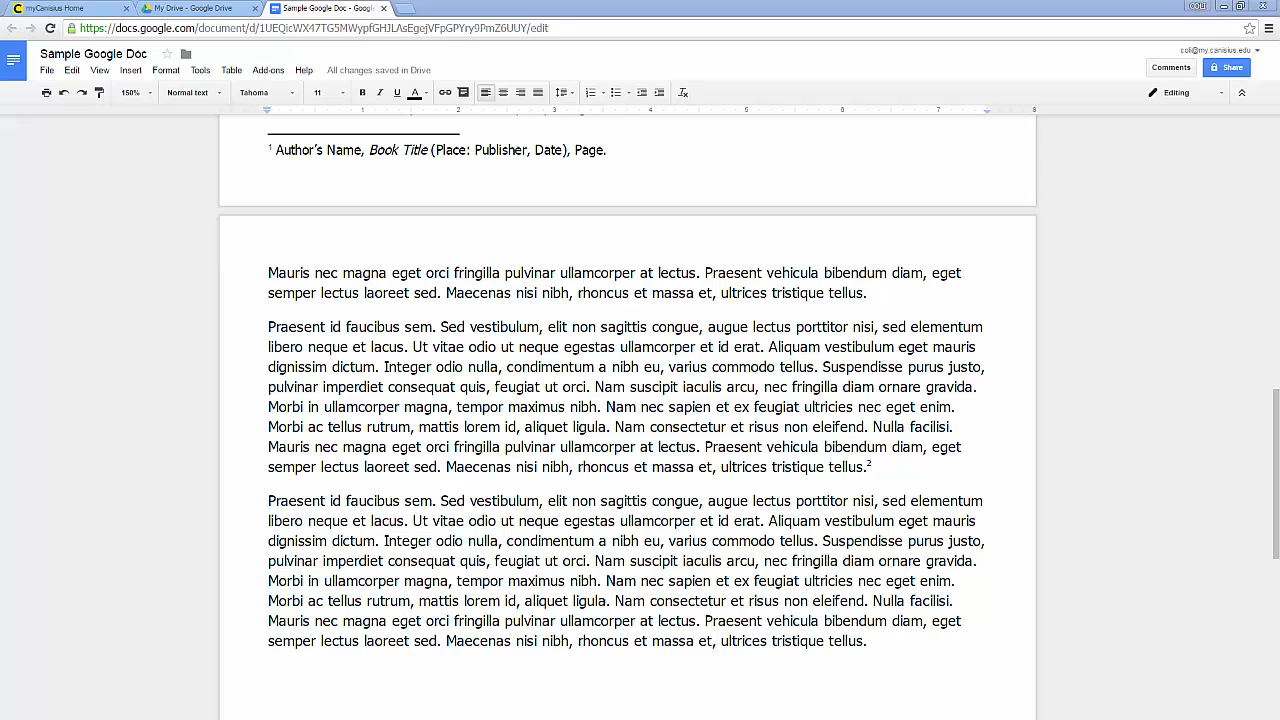 myCanisius Home
My Drive - Google Drive
Sample Google Doc - Google
COLI
https://docs.google.com/document/d/1UEQicWX47TG5MWypfGHJLAsEgejVFpGPYry9PmZ6UUY/edit
Sample Google Doc
coli@my.canisius.edu
File Edit View Insert Format Tools Table Add-ons Help All changes saved in Drive
Comments Share
150% Normal text Tahoma 11 B I U A Editing
1 2 3 4 5 6 7 8
1 Author's Name, Book Title (Place: Publisher, Date), Page.
Mauris nec magna eget orci fringilla pulvinar ullamcorper at lectus. Praesent vehicula bibendum diam, eget
semper lectus laoreet sed. Maecenas nisi nibh, rhoncus et massa et, ultrices tristique tellus.
Praesent id faucibus sem. Sed vestibulum, elit non sagittis congue, augue lectus porttitor nisi, sed elementum
libero neque et lacus. Ut vitae odio ut neque egestas ullamcorper et id erat. Aliquam vestibulum eget mauris
dignissim dictum. Integer odio nulla, condimentum a nibh eu, varius commodo tellus. Suspendisse purus justo,
pulvinar imperdiet consequat quis, feugiat ut orci. Nam suscipit iaculis arcu, nec fringilla diam ornare gravida.
Morbi in ullamcorper magna, tempor maximus nibh. Nam nec sapien et ex feugiat ultricies nec eget enim.
Morbi ac tellus rutrum, mattis lorem id, aliquet ligula. Nam consectetur et risus non eleifend. Nulla facilisi.
Mauris nec magna eget orci fringilla pulvinar ullamcorper at lectus. Praesent vehicula bibendum diam, eget
semper lectus laoreet sed. Maecenas nisi nibh, rhoncus et massa et, ultrices tristique tellus.2
Praesent id faucibus sem. Sed vestibulum, elit non sagittis congue, augue lectus porttitor nisi, sed elementum
libero neque et lacus. Ut vitae odio ut neque egestas ullamcorper et id erat. Aliquam vestibulum eget mauris
dignissim dictum. Integer odio nulla, condimentum a nibh eu, varius commodo tellus. Suspendisse purus justo,
pulvinar imperdiet consequat quis, feugiat ut orci. Nam suscipit iaculis arcu, nec fringilla diam ornare gravida.
Morbi in ullamcorper magna, tempor maximus nibh. Nam nec sapien et ex feugiat ultricies nec eget enim.
Morbi ac tellus rutrum, mattis lorem id, aliquet ligula. Nam consectetur et risus non eleifend. Nulla facilisi.
Mauris nec magna eget orci fringilla pulvinar ullamcorper at lectus. Praesent vehicula bibendum diam, eget
semper lectus laoreet sed. Maecenas nisi nibh, rhoncus et massa et, ultrices tristique tellus.